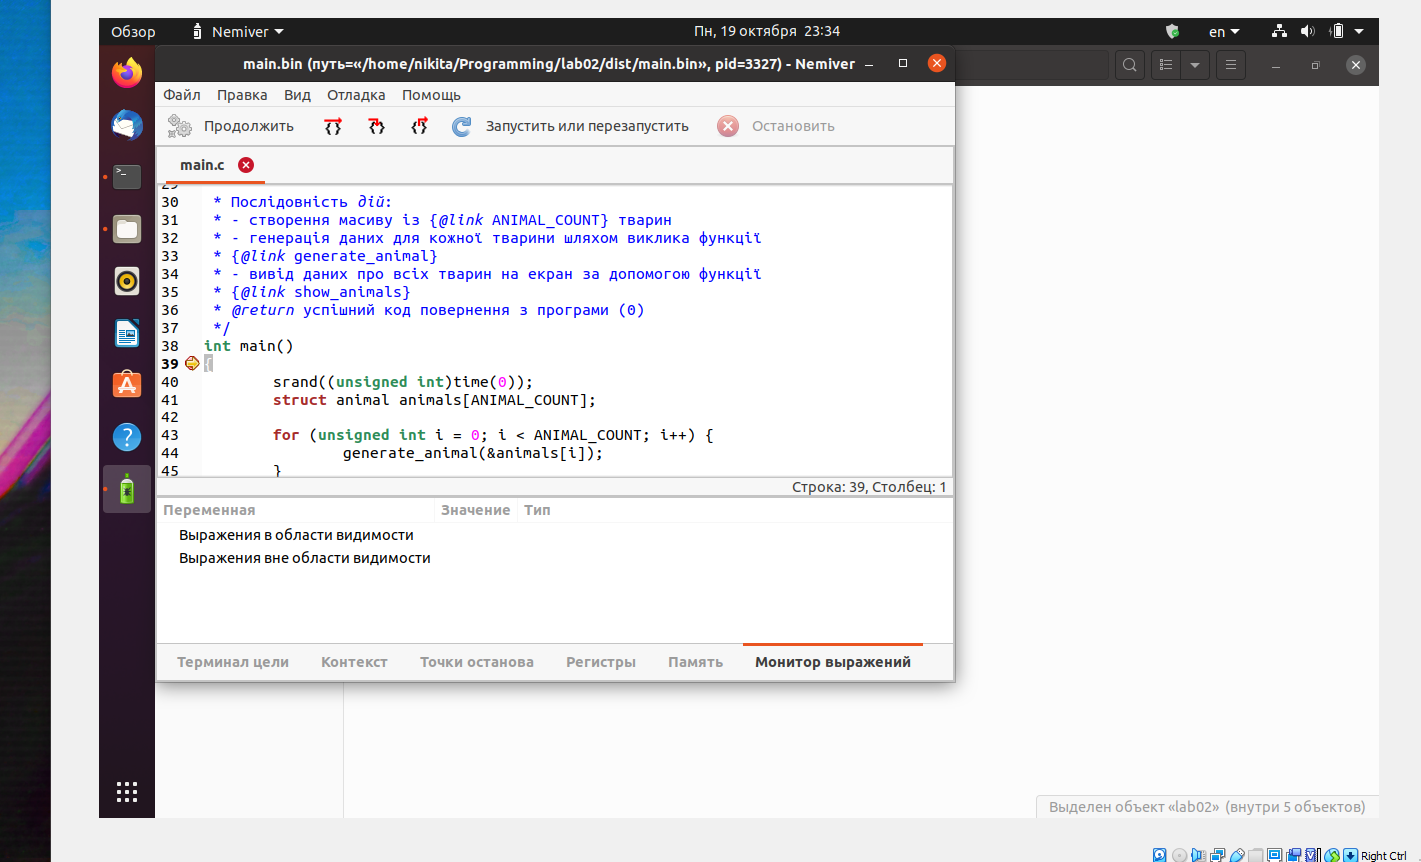 Обзор
Nemiver
Пн, 19 октября 23:34
en
main.bin (путь=«/home/nikita/Programming/lab02/dist/main.bin», pid=3327) - Nemiver
Файл Правка Вид Отладка Помощь
Продолжить Запустить или перезапустить Остановить
main.c
29
30 * Послідовність дій:
31 * - створення масиву із {@link ANIMAL_COUNT} тварин
32 * - генерація даних для кожної тварини шляхом виклика функції
33 * {@link generate_animal}
34 * - вивід даних про всіх тварин на екран за допомогою функції
35 * {@link show_animals}
36 * @return успішний код повернення з програми (0)
37 */
38 int main()
39 {
40 srand((unsigned int)time(0));
41 struct animal animals[ANIMAL_COUNT];
42
43 for (unsigned int i = 0; i < ANIMAL_COUNT; i++) {
44 generate_animal(&animals[i]);
45 }
Строка: 39, Столбец: 1
Переменная Значение Тип
Выражения в области видимости
Выражения вне области видимости
Терминал цели Контекст Точки останова Регистры Память Монитор выражений
Выделен объект «lab02» (внутри 5 объектов)
Right Ctrl